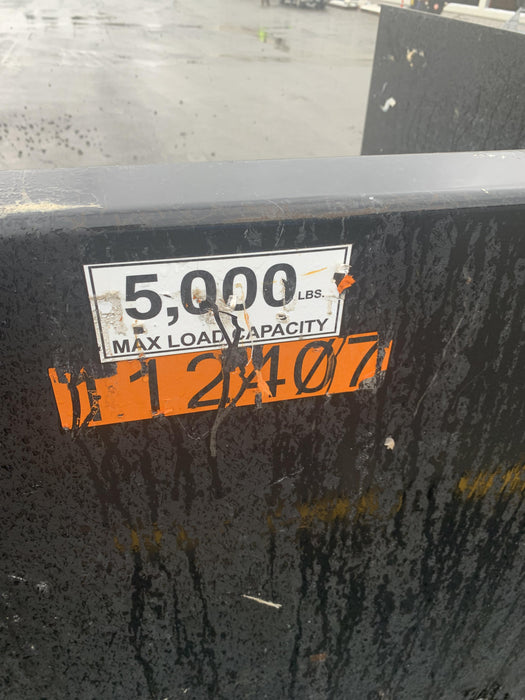 5,000 LBS.
MAX LOAD CAPACITY
12407